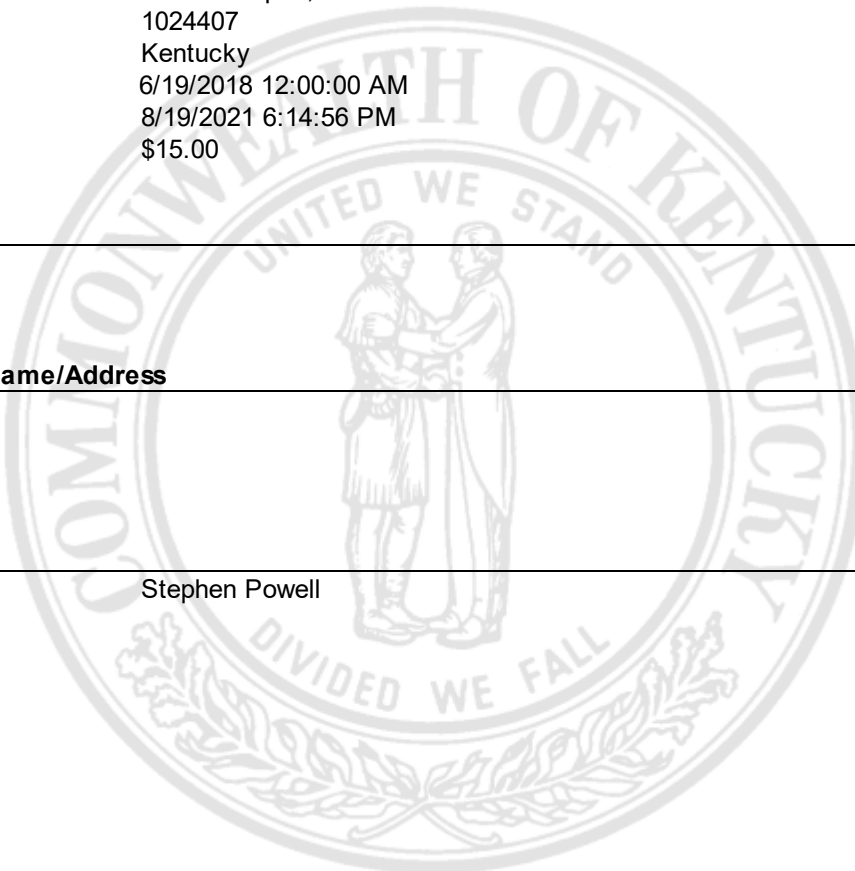 1024407
Kentucky
6/19/2018 12:00:00 AM
8/19/2021 6:14:56 PM
$15.00
COMMONWEALTH OF KENTUCKY
UNITED WE STAND
ame/Address
Stephen Powell
DIVIDED WE FALL